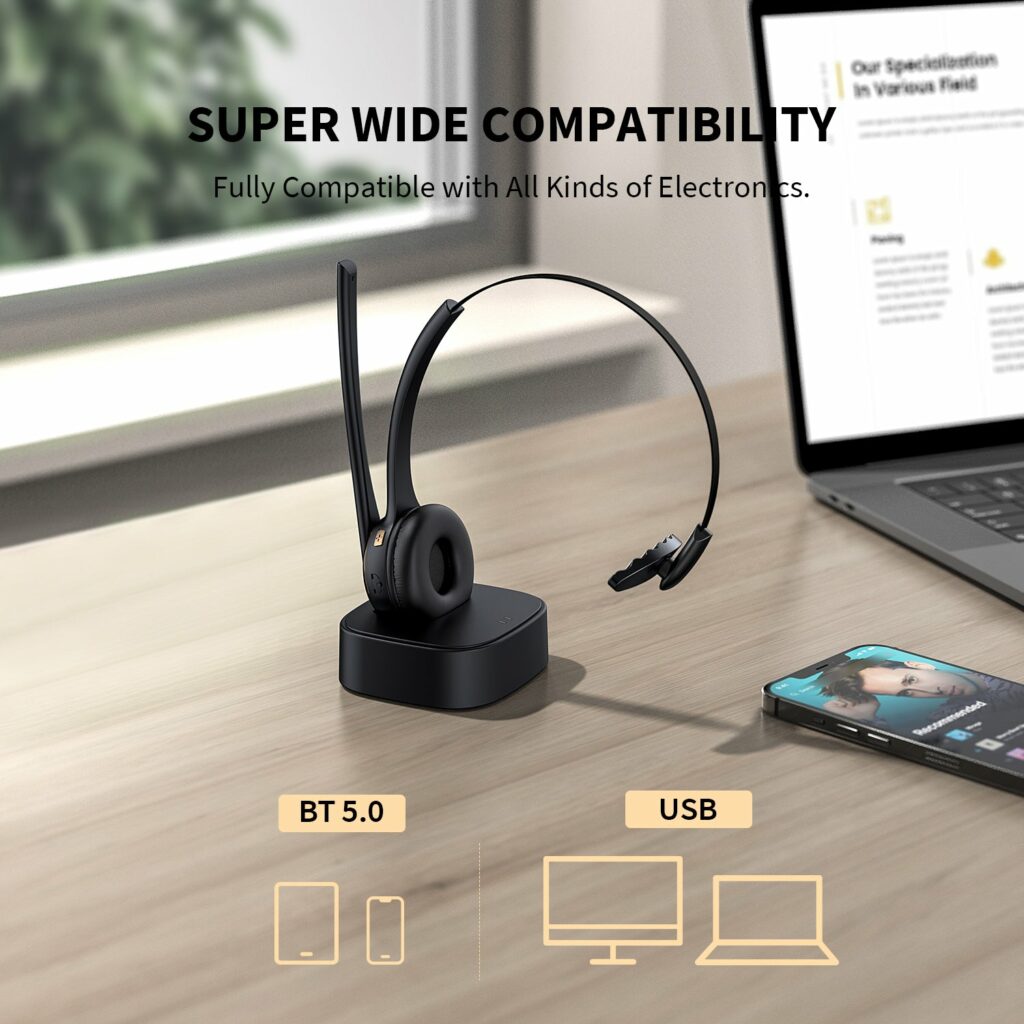 SUPER WIDE COMPATIBILITY
Fully Compatible with All Kinds of Electronics.
Our Specialization
In Various Field
Recommended
BT 5.0
USB